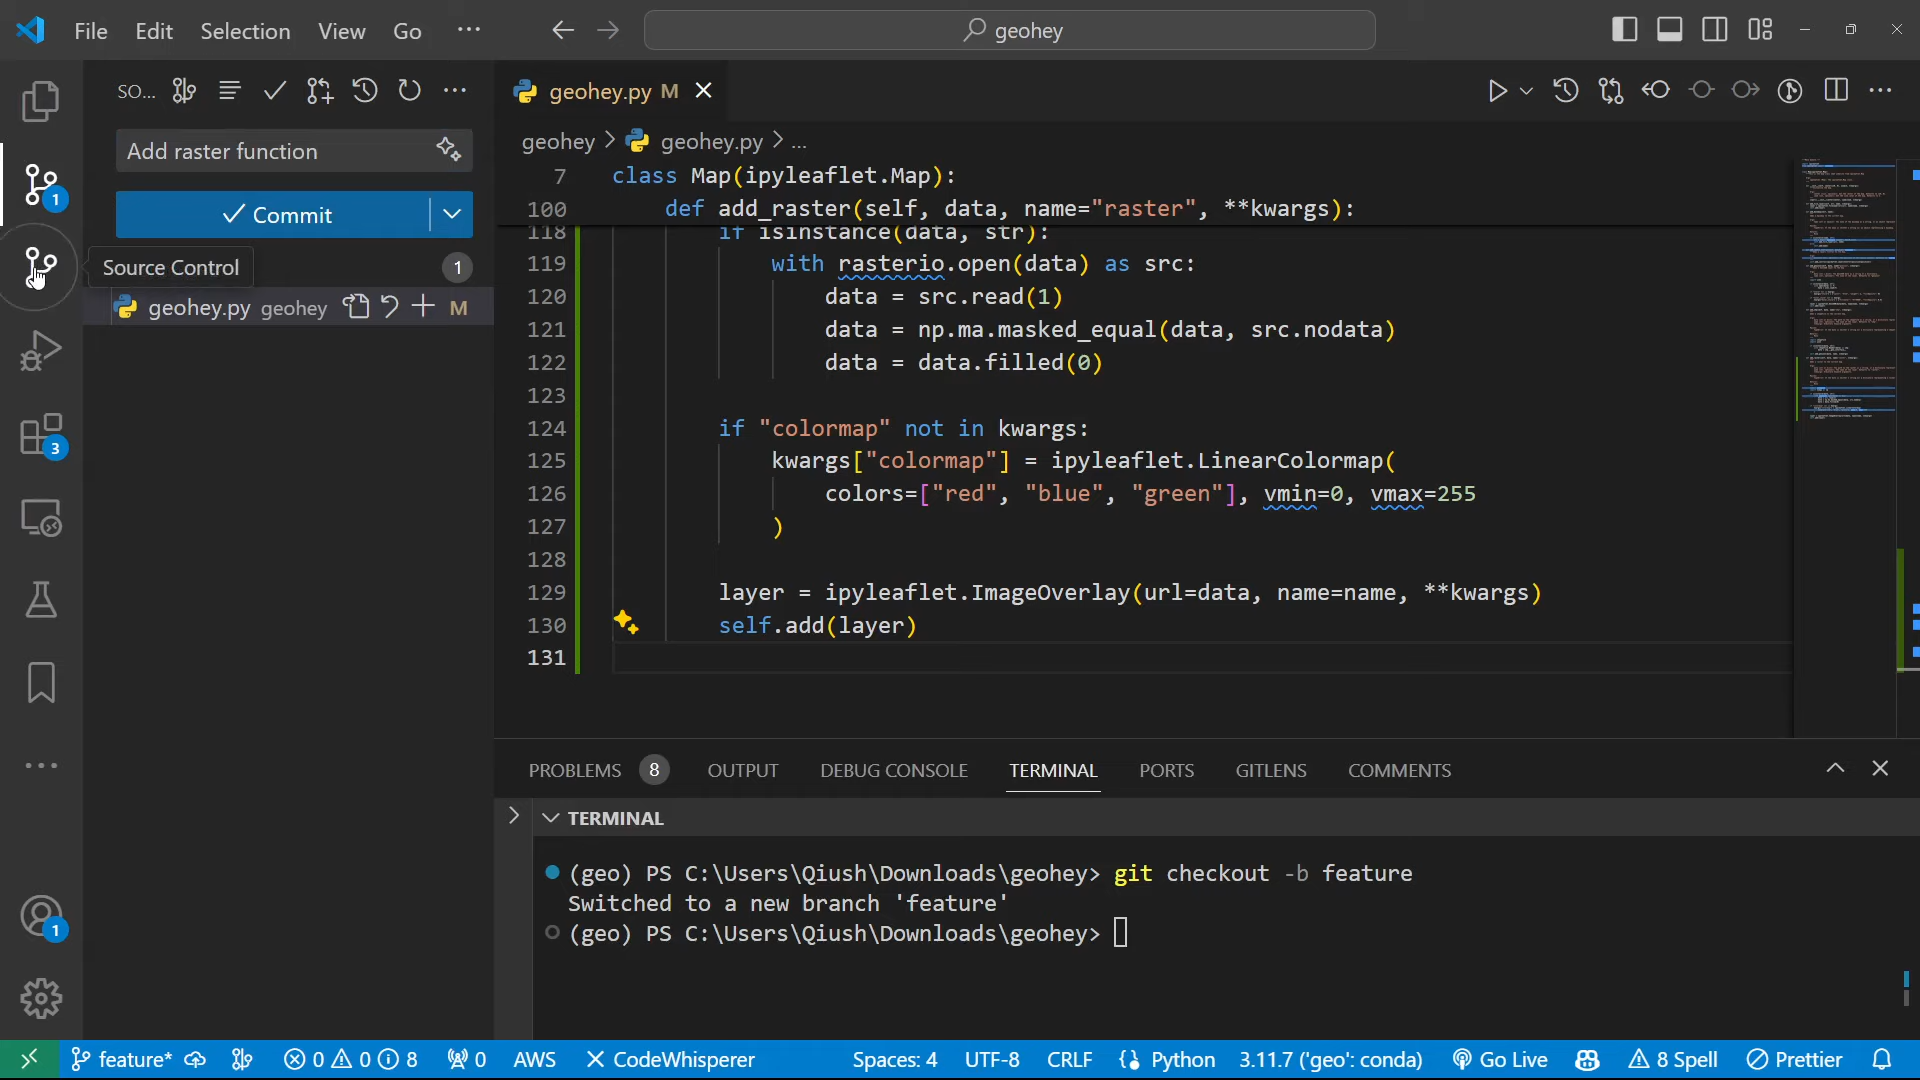 File Edit Selection View Go ··· geohey
SO... ···
Add raster function
Commit
Source Control 1
geohey.py geohey M
1
3
1
geohey.py M
geohey > geohey.py > ...
7 class Map(ipyleaflet.Map):
100 def add_raster(self, data, name="raster", **kwargs):
118 if isinstance(data, str):
119 with rasterio.open(data) as src:
120 data = src.read(1)
121 data = np.ma.masked_equal(data, src.nodata)
122 data = data.filled(0)
123
124 if "colormap" not in kwargs:
125 kwargs["colormap"] = ipyleaflet.LinearColormap(
126 colors=["red", "blue", "green"], vmin=0, vmax=255
127 )
128
129 layer = ipyleaflet.ImageOverlay(url=data, name=name, **kwargs)
130 self.add(layer)
131
PROBLEMS 8 OUTPUT DEBUG CONSOLE TERMINAL PORTS GITLENS COMMENTS
TERMINAL
(geo) PS C:\Users\Qiush\Downloads\geohey> git checkout -b feature
Switched to a new branch 'feature'
(geo) PS C:\Users\Qiush\Downloads\geohey>
feature* 0 0 8 0 AWS CodeWhisperer Spaces: 4 UTF-8 CRLF {} Python 3.11.7 ('geo': conda) Go Live 8 Spell Prettier